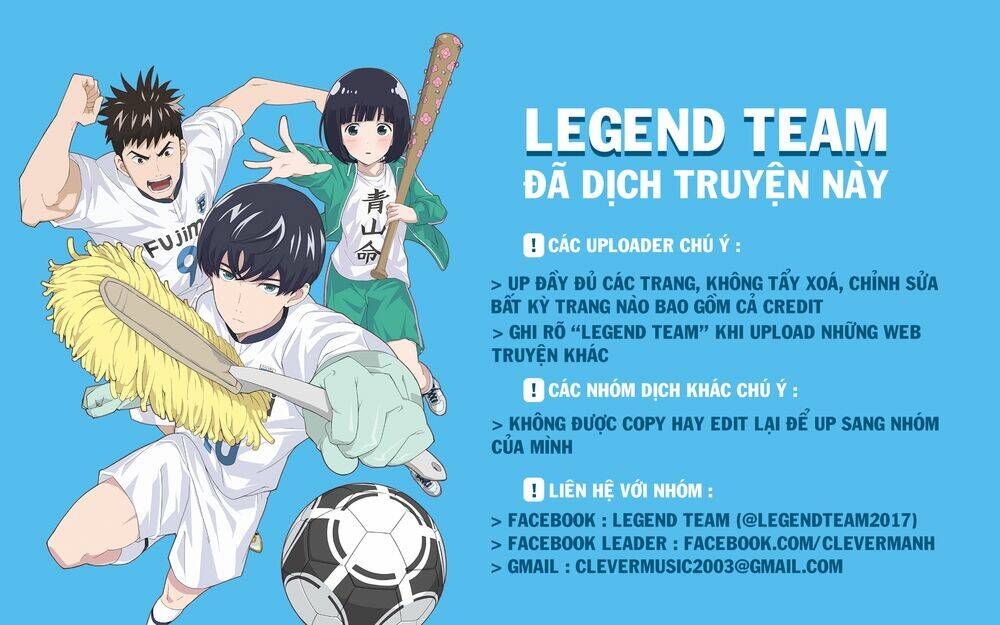 LEGEND TEAM
ĐÃ DỊCH TRUYỆN NÀY
! CÁC UPLOADER CHÚ Ý :
> UP ĐẦY ĐỦ CÁC TRANG, KHÔNG TẨY XOÁ, CHỈNH SỬA
BẤT KỲ TRANG NÀO BAO GỒM CẢ CREDIT
> GHI RÕ “LEGEND TEAM” KHI UPLOAD NHỮNG WEB
TRUYỆN KHÁC
! CÁC NHÓM DỊCH KHÁC CHÚ Ý :
> KHÔNG ĐƯỢC COPY HAY EDIT LẠI ĐỂ UP SANG NHÓM
CỦA MÌNH
! LIÊN HỆ VỚI NHÓM :
> FACEBOOK : LEGEND TEAM (@LEGENDTEAM2017)
> FACEBOOK LEADER : FACEBOOK.COM/CLEVERMANH
> GMAIL : CLEVERMUSIC2003@GMAIL.COM
青山命
Fujim
9